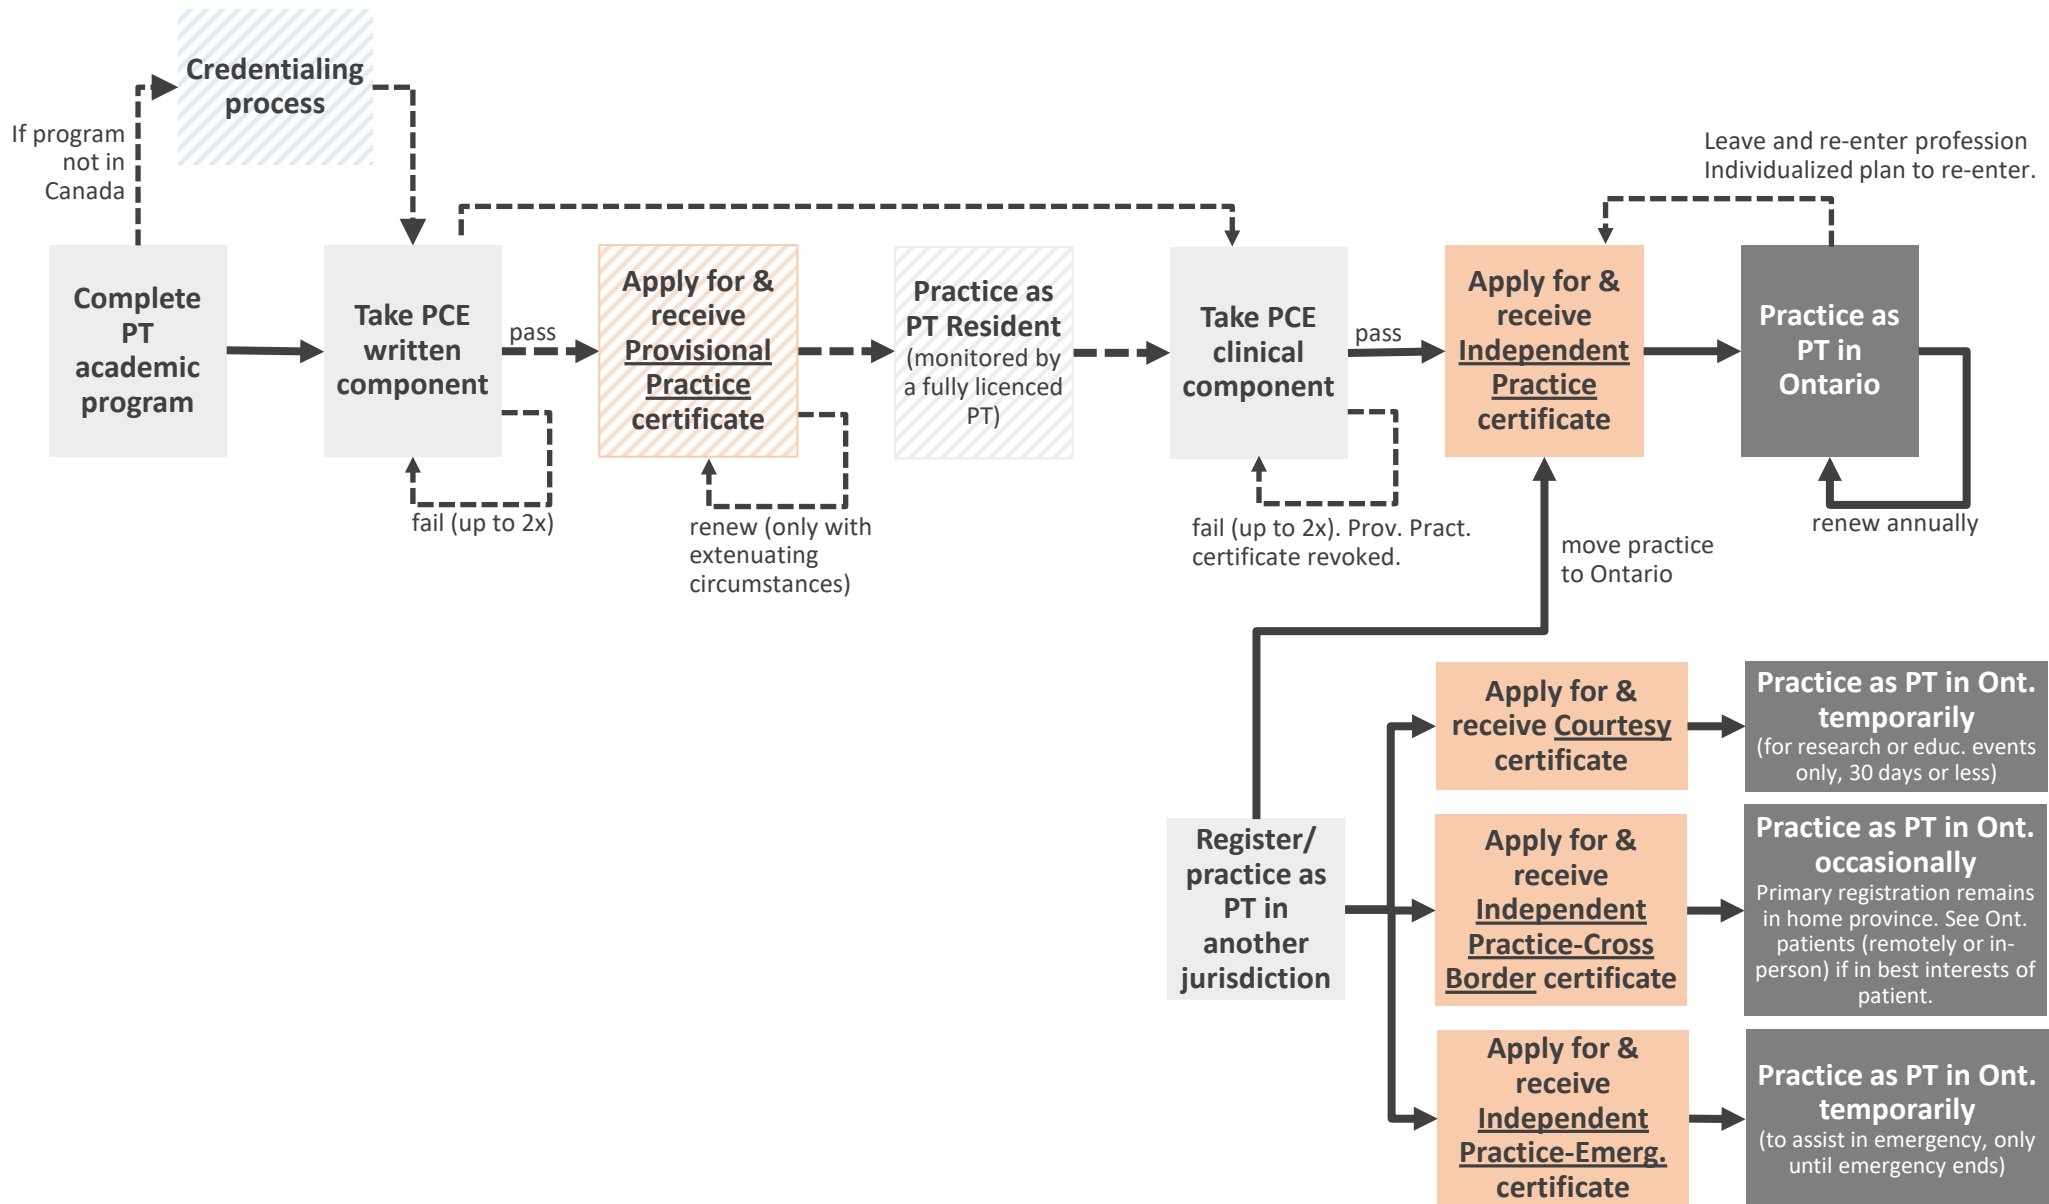 Credentialing
process
If program
not in
Canada
Leave and re-enter profession
Individualized plan to re-enter.
Complete
PT
academic
program
Take PCE
written
component
pass
fail (up to 2x)
Apply for &
receive
Provisional
Practice
certificate
renew (only with
extenuating
circumstances)
Practice as
PT Resident
(monitored by
a fully licenced
PT)
Take PCE
clinical
component
pass
fail (up to 2x). Prov. Pract.
certificate revoked.
Apply for &
receive
Independent
Practice
certificate
Practice as
PT in
Ontario
renew annually
move practice
to Ontario
Register/
practice as
PT in
another
jurisdiction
Apply for &
receive Courtesy
certificate
Practice as PT in Ont.
temporarily
(for research or educ. events
only, 30 days or less)
Apply for &
receive
Independent
Practice-Cross
Border certificate
Practice as PT in Ont.
occasionally
Primary registration remains
in home province. See Ont.
patients (remotely or in-
person) if in best interests of
patient.
Apply for &
receive
Independent
Practice-Emerg.
certificate
Practice as PT in Ont.
temporarily
(to assist in emergency, only
until emergency ends)